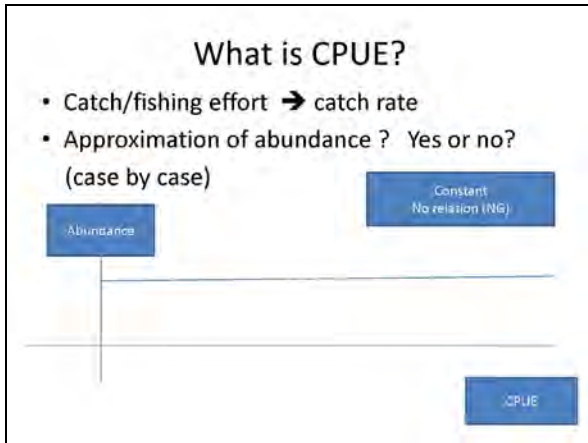 What is CPUE?
• Catch/fishing effort ➔ catch rate
• Approximation of abundance ? Yes or no?
(case by case)
Constant
No relation (NG)
Abundance
CPUE